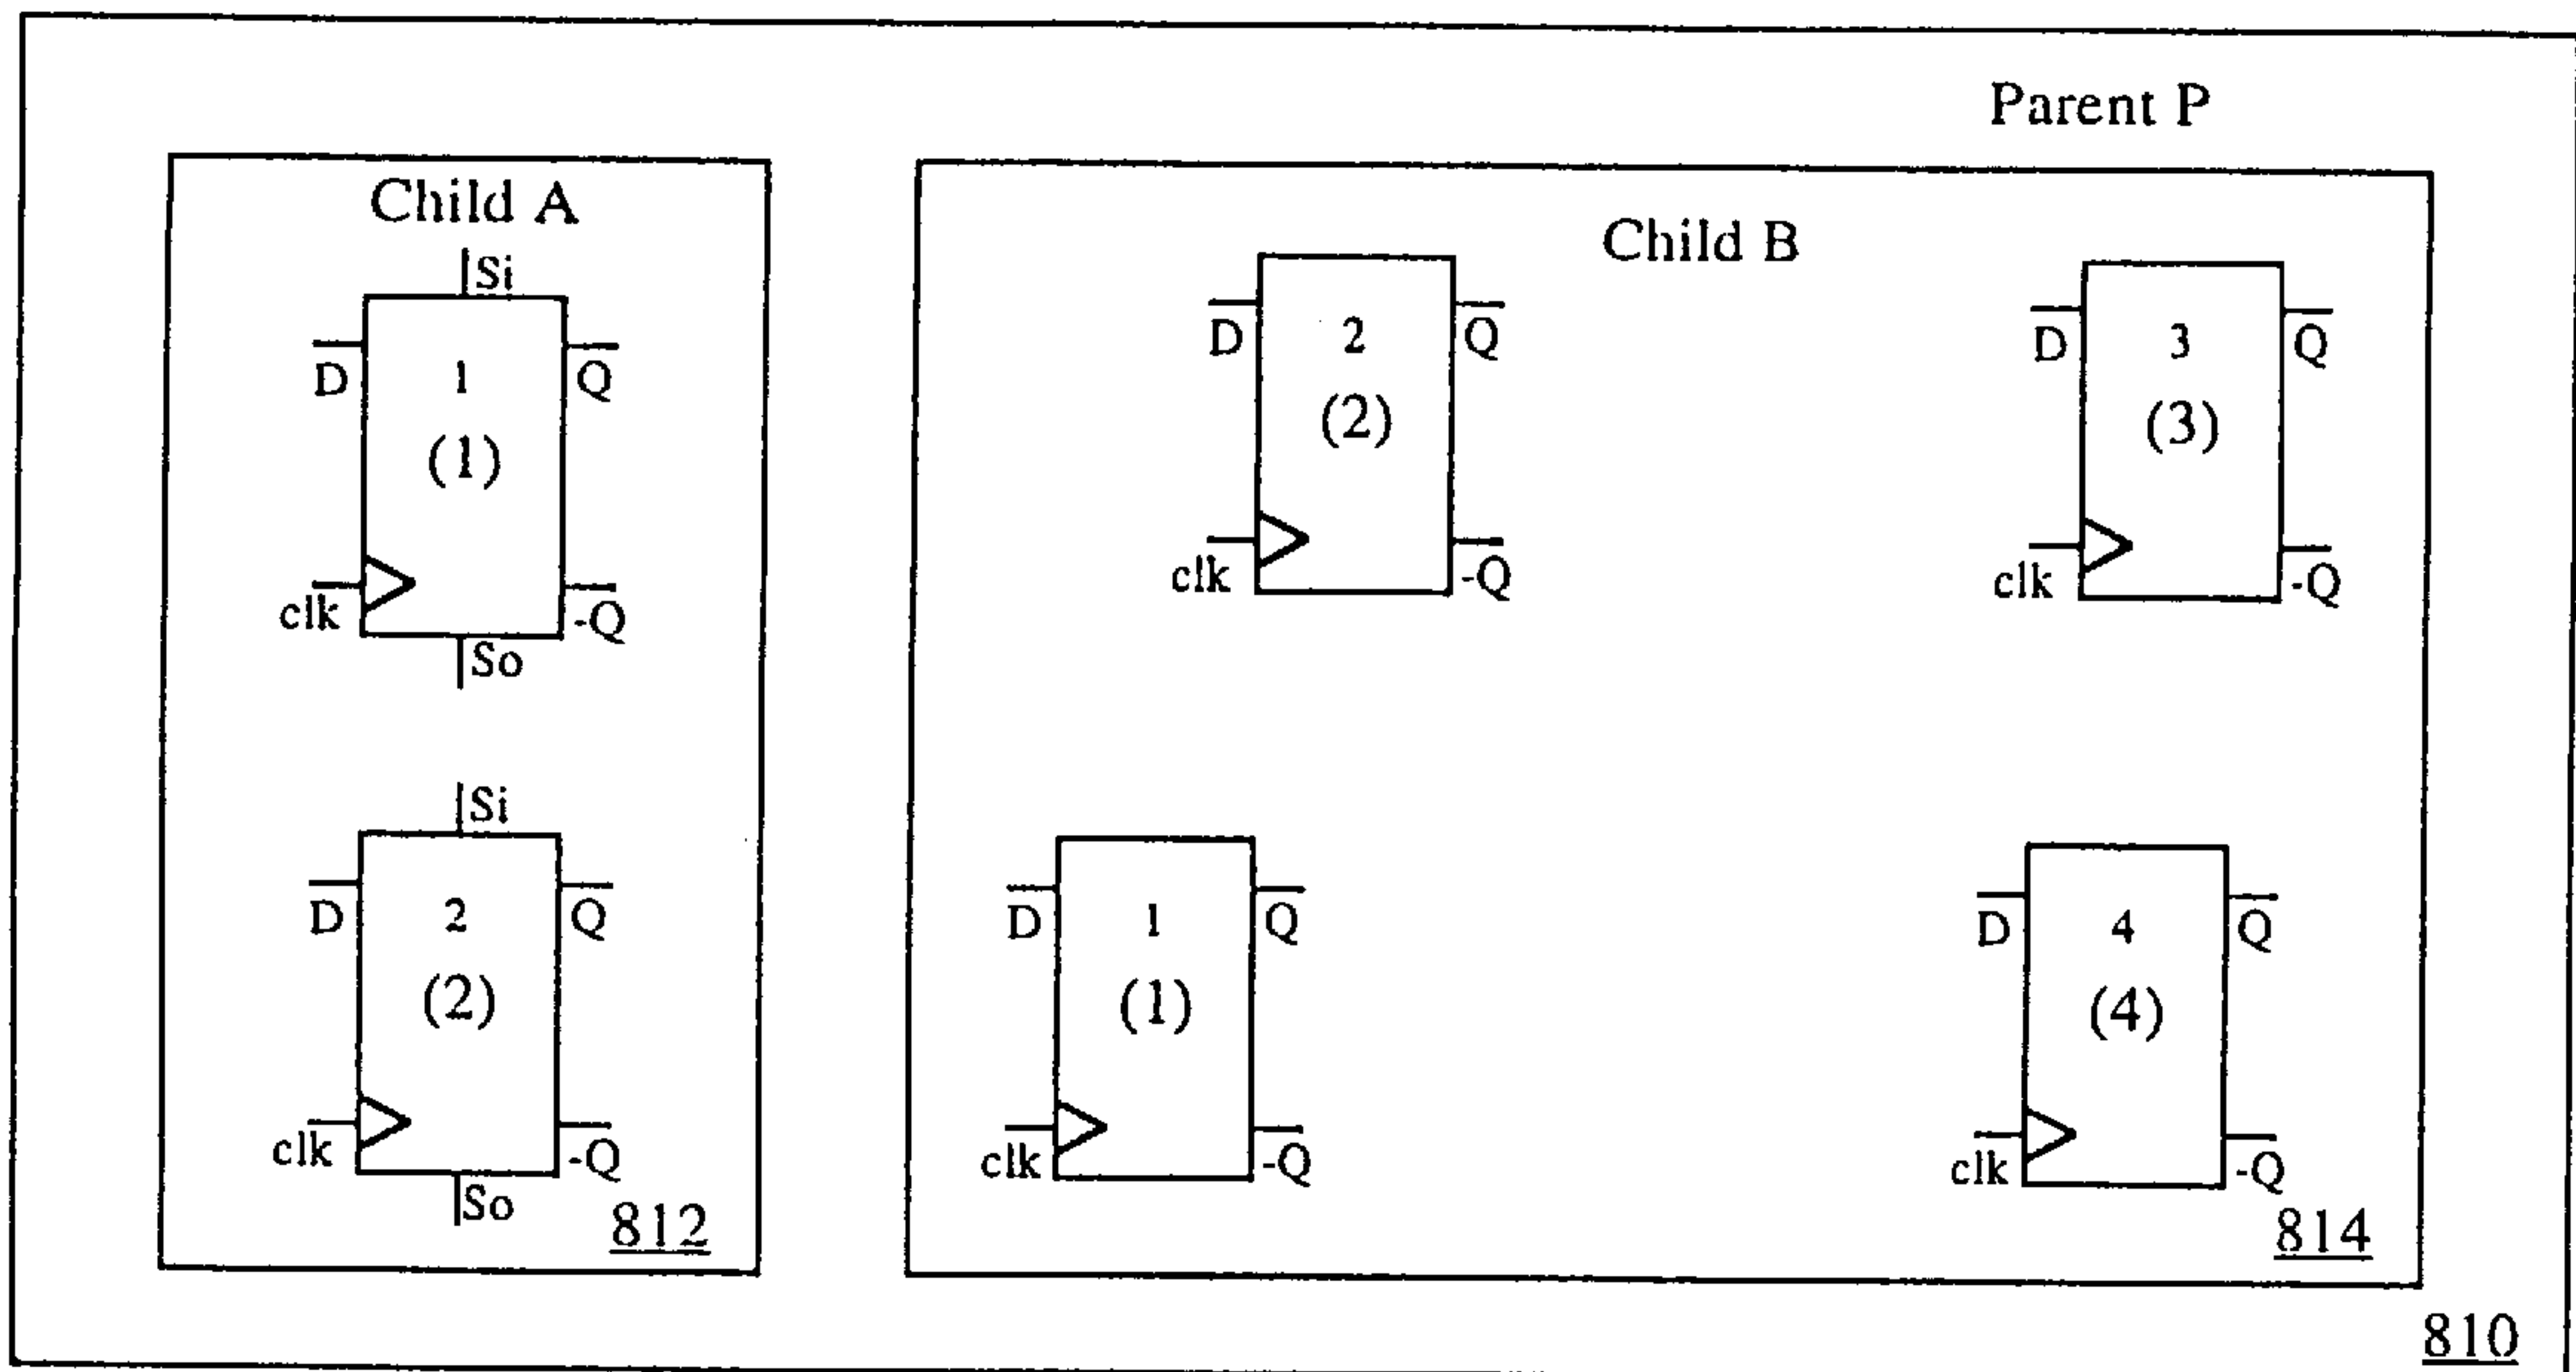 Parent P
Child A
Si
D
1
Q
(1)
clk
-Q
So
Si
D
2
Q
(2)
clk
-Q
So
812
Child B
D
2
Q
(2)
clk
-Q
D
3
Q
(3)
clk
-Q
D
1
Q
(1)
clk
-Q
D
4
Q
(4)
clk
-Q
814
810